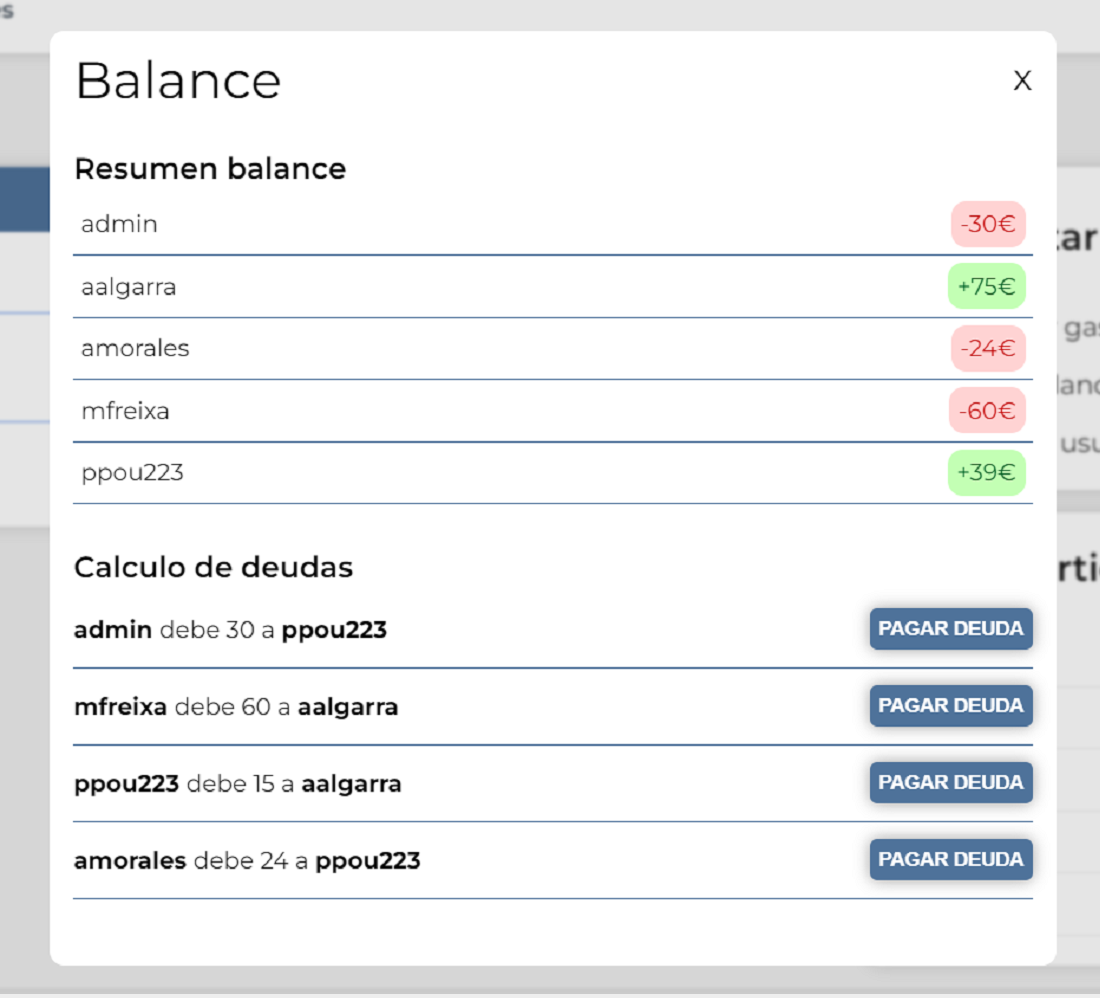 Balance X
Resumen balance
admin -30€
aalgarra +75€
amorales -24€
mfreixa -60€
ppou223 +39€
Calculo de deudas
admin debe 30 a ppou223 PAGAR DEUDA
mfreixa debe 60 a aalgarra PAGAR DEUDA
ppou223 debe 15 a aalgarra PAGAR DEUDA
amorales debe 24 a ppou223 PAGAR DEUDA